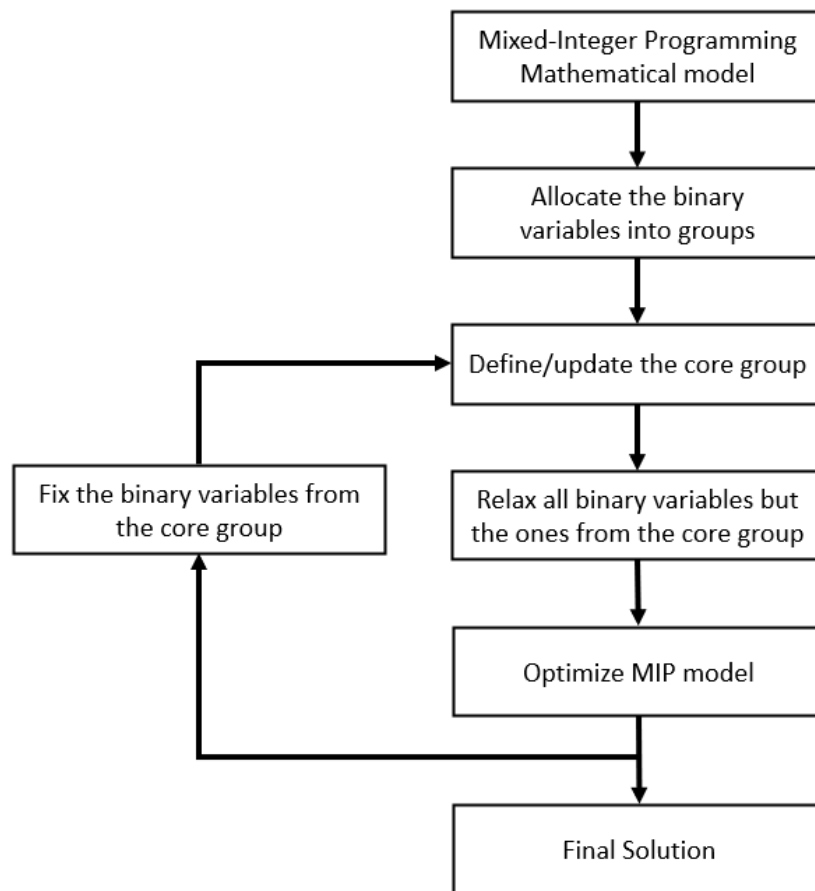 Mixed-Integer Programming
Mathematical model
Allocate the binary
variables into groups
Define/update the core group
Fix the binary variables from
the core group
Relax all binary variables but
the ones from the core group
Optimize MIP model
Final Solution